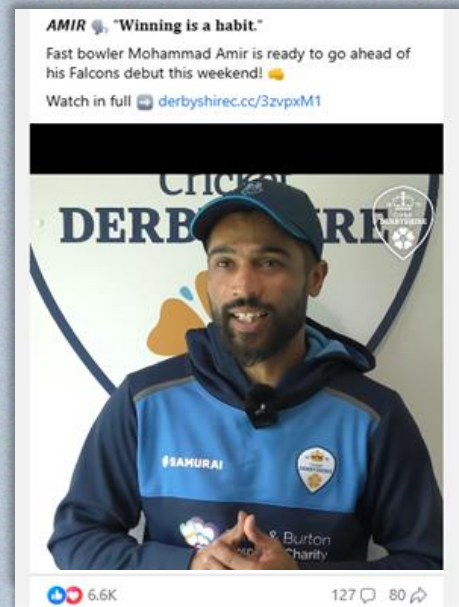 AMIR 🗣️ "Winning is a habit."
Fast bowler Mohammad Amir is ready to go ahead of
his Falcons debut this weekend! 👊
Watch in full ➡️ derbyshirec.cc/3zvpxM1
Cricket
DERB RE
SAMURAI
& Burton
Charity
6.6K 127 80